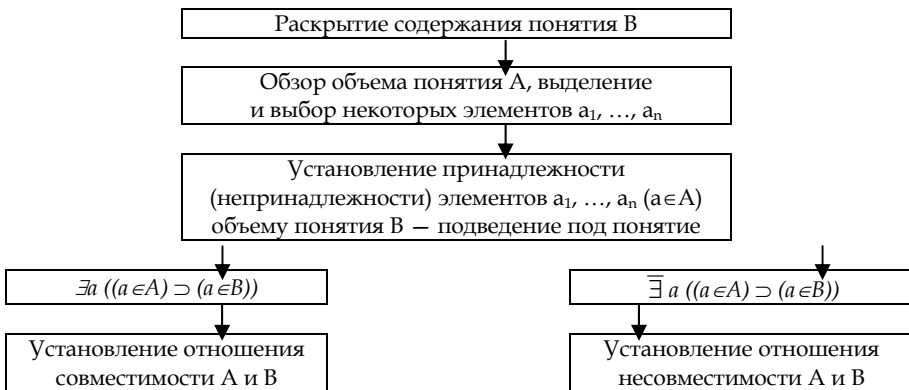 Раскрытие содержания понятия В
Обзор объема понятия А, выделение
и выбор некоторых элементов a₁, …, aₙ
Установление принадлежности
(непринадлежности) элементов a₁, …, aₙ (a∈A)
объему понятия В — подведение под понятие
∃a ((a∈A) ⊃ (a∈B))
∃̅ a ((a∈A) ⊃ (a∈B))
Установление отношения
совместимости А и В
Установление отношения
несовместимости А и В